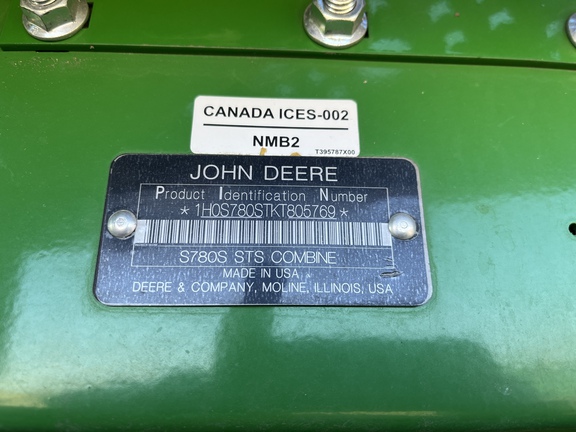 CANADA ICES-002
NMB2
T395787X00
JOHN DEERE
Product Identification Number
*1H0S780STKT805769*
S780S STS COMBINE
MADE IN USA
DEERE & COMPANY, MOLINE, ILLINOIS, USA